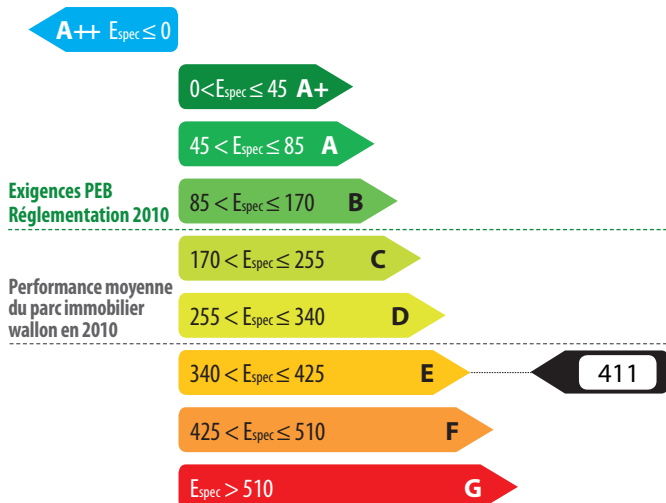 A++ Espec ≤ 0
0 < Espec ≤ 45 A+
45 < Espec ≤ 85 A
Exigences PEB
Réglementation 2010
85 < Espec ≤ 170 B
170 < Espec ≤ 255 C
Performance moyenne
du parc immobilier
wallon en 2010
255 < Espec ≤ 340 D
340 < Espec ≤ 425 E
411
425 < Espec ≤ 510 F
Espec > 510 G